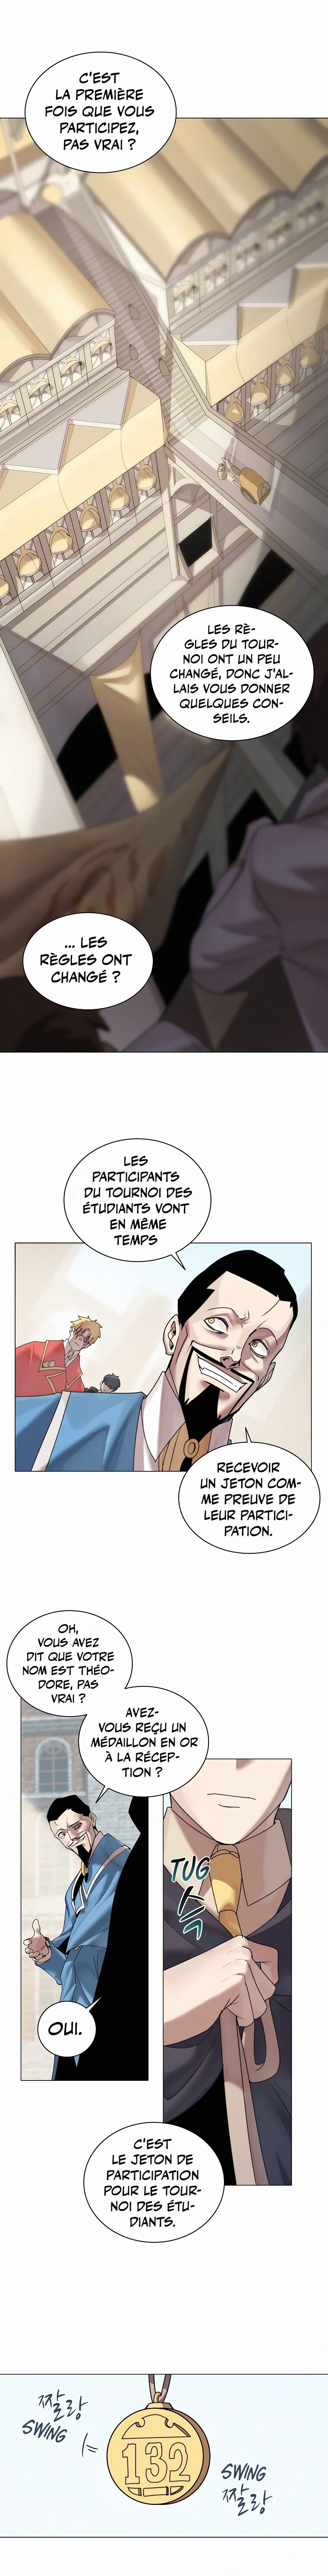 C'EST
LA PREMIÈRE
FOIS QUE VOUS
PARTICIPEZ,
PAS VRAI ?
LES RÈ-
GLES DU TOUR-
NOI ONT UN PEU
CHANGÉ, DONC J'AL-
LAIS VOUS DONNER
QUELQUES CON-
SEILS.
... LES
RÈGLES ONT
CHANGÉ ?
LES
PARTICIPANTS
DU TOURNOI DES
ÉTUDIANTS VONT
EN MÊME
TEMPS
RECEVOIR
UN JETON COM-
ME PREUVE DE
LEUR PARTICI-
PATION.
OH,
VOUS AVEZ
DIT QUE VOTRE
NOM EST THÉO-
DORE, PAS
VRAI ?
AVEZ-
VOUS REÇU UN
MÉDAILLON EN OR
À LA RÉCEP-
TION ?
TUG
스윽
OUI.
C'EST
LE JETON DE
PARTICIPATION
POUR LE TOUR-
NOI DES ÉTU-
DIANTS.
짤랑
SWING
132
SWING
짤랑